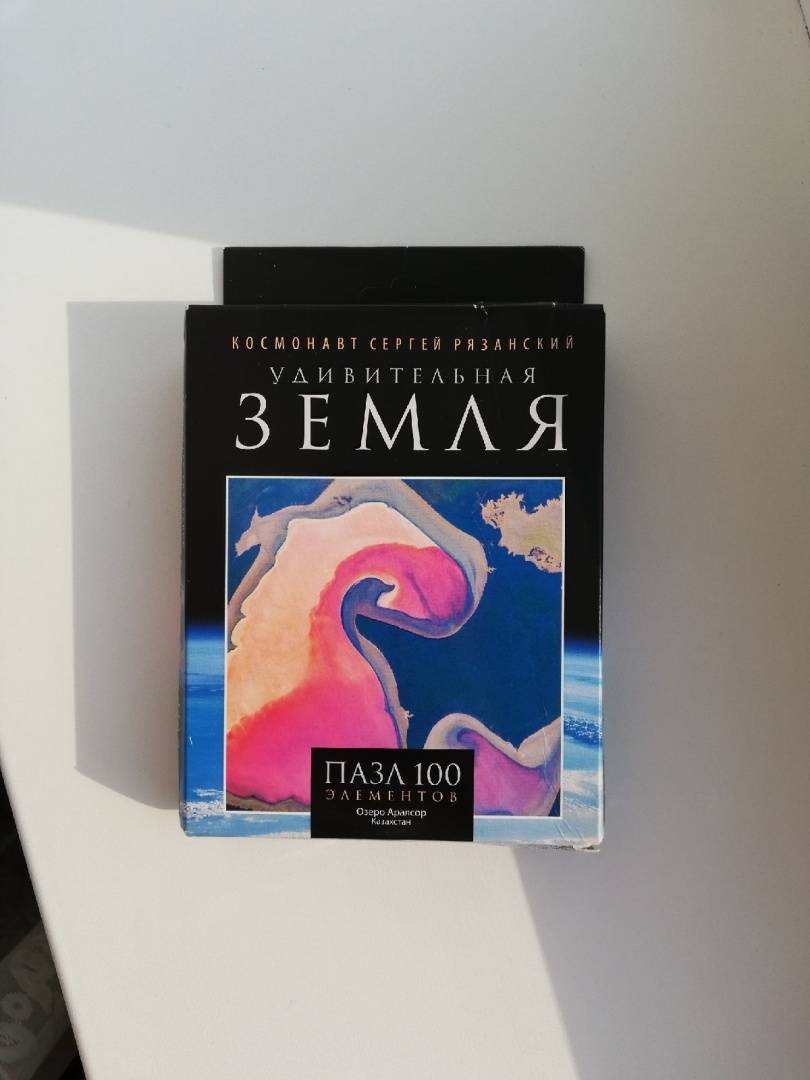 КОСМОНАВТ СЕРГЕЙ РЯЗАНСКИЙ
УДИВИТЕЛЬНАЯ
ЗЕМЛЯ
ПАЗЛ 100
ЭЛЕМЕНТОВ
Озеро Аралсор
Казахстан